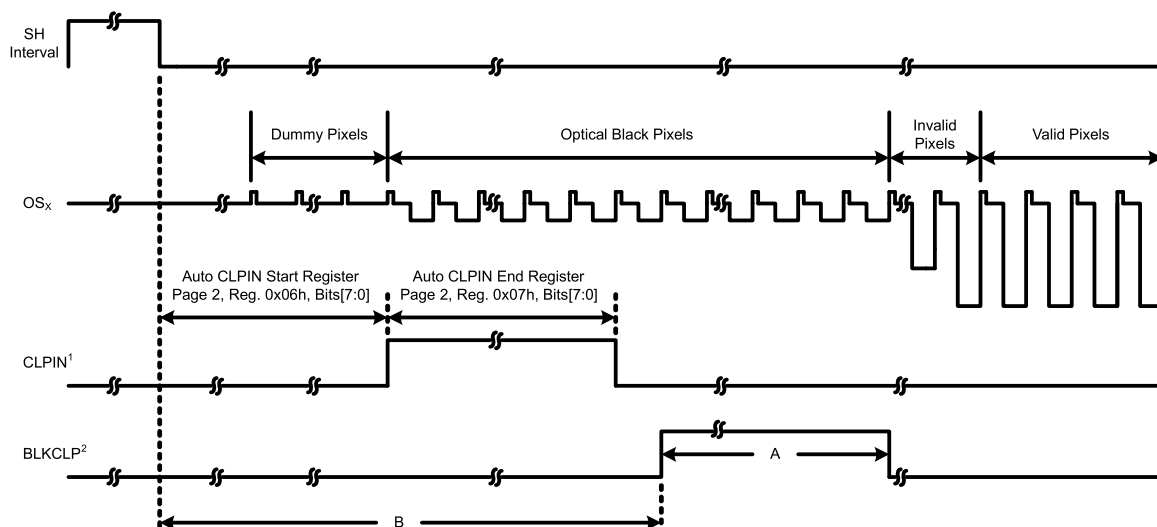 SH
Interval
Dummy Pixels
Optical Black Pixels
Invalid
Pixels
Valid Pixels
OSX
Auto CLPIN Start Register
Page 2, Reg. 0x06h, Bits[7:0]
Auto CLPIN End Register
Page 2, Reg. 0x07h, Bits[7:0]
CLPIN1
BLKCLP2
A
B